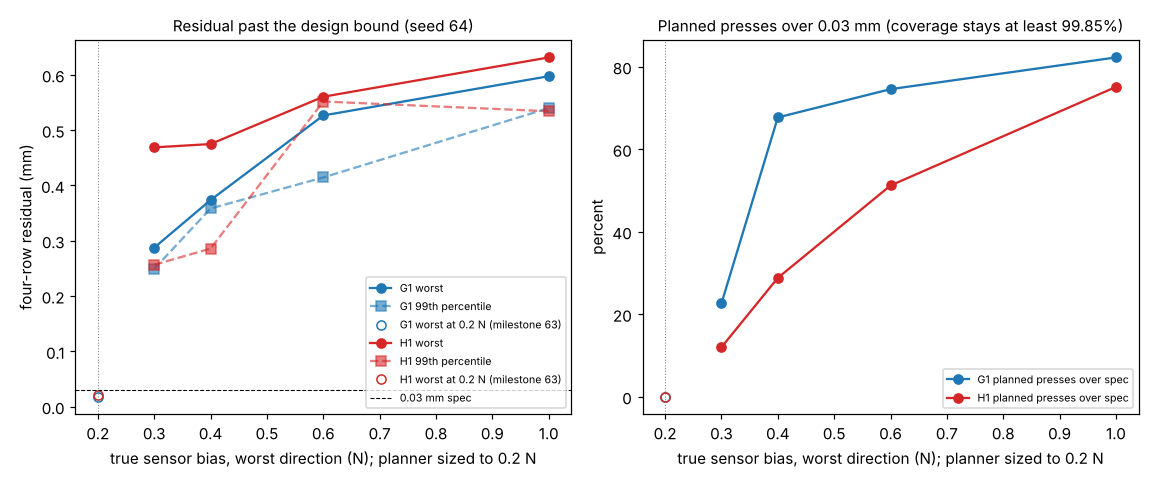 Residual past the design bound (seed 64)
four-row residual (mm)
0.6
0.5
0.4
0.3
0.2
0.1
0.0
G1 worst
G1 99th percentile
G1 worst at 0.2 N (milestone 63)
H1 worst
H1 99th percentile
H1 worst at 0.2 N (milestone 63)
0.03 mm spec
0.2 0.3 0.4 0.5 0.6 0.7 0.8 0.9 1.0
true sensor bias, worst direction (N); planner sized to 0.2 N
Planned presses over 0.03 mm (coverage stays at least 99.85%)
percent
80
60
40
20
0
G1 planned presses over spec
H1 planned presses over spec
0.2 0.3 0.4 0.5 0.6 0.7 0.8 0.9 1.0
true sensor bias, worst direction (N); planner sized to 0.2 N